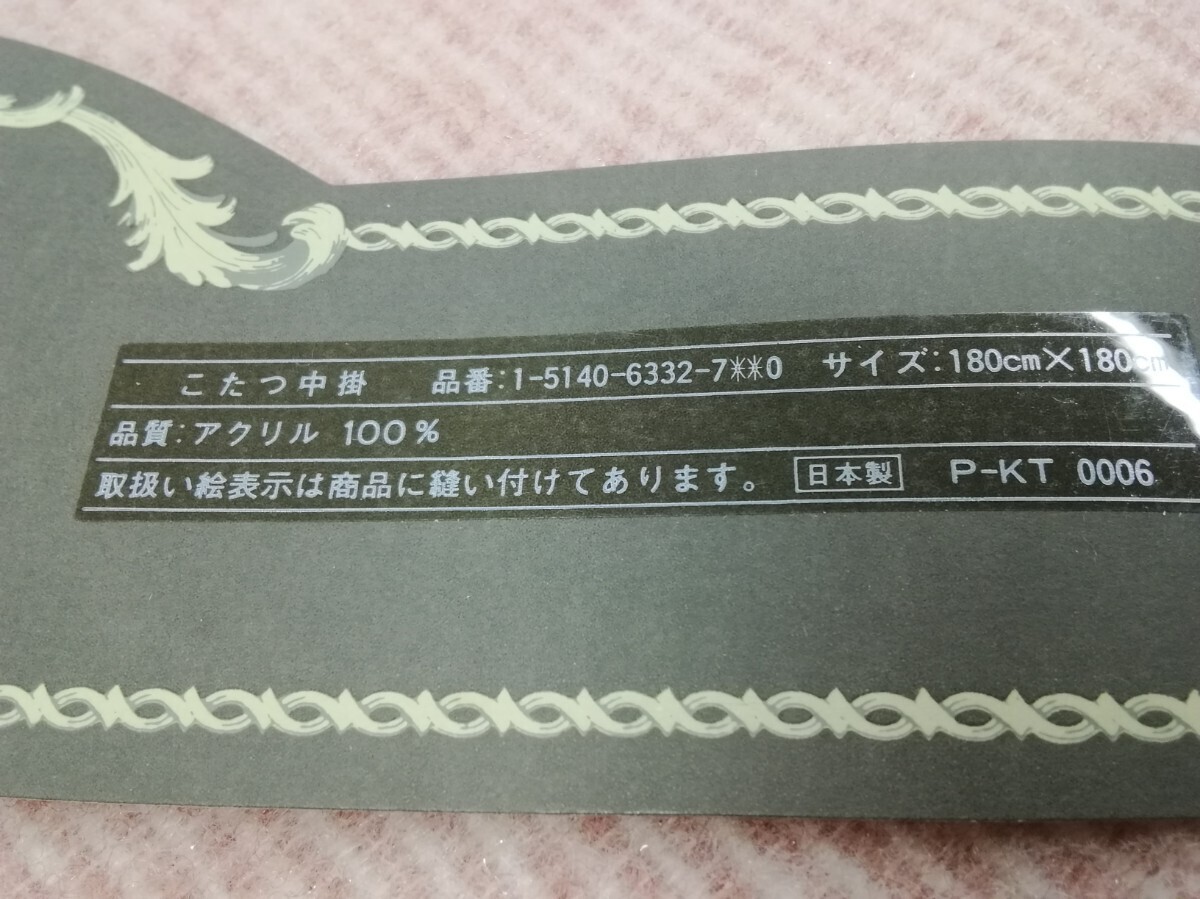 こたつ中掛 品番:1-5140-6332-7✳✳0 サイズ:180cm×180cm
品質:アクリル 100%
取扱い絵表示は商品に縫い付けてあります。 日本製 P-KT 0006